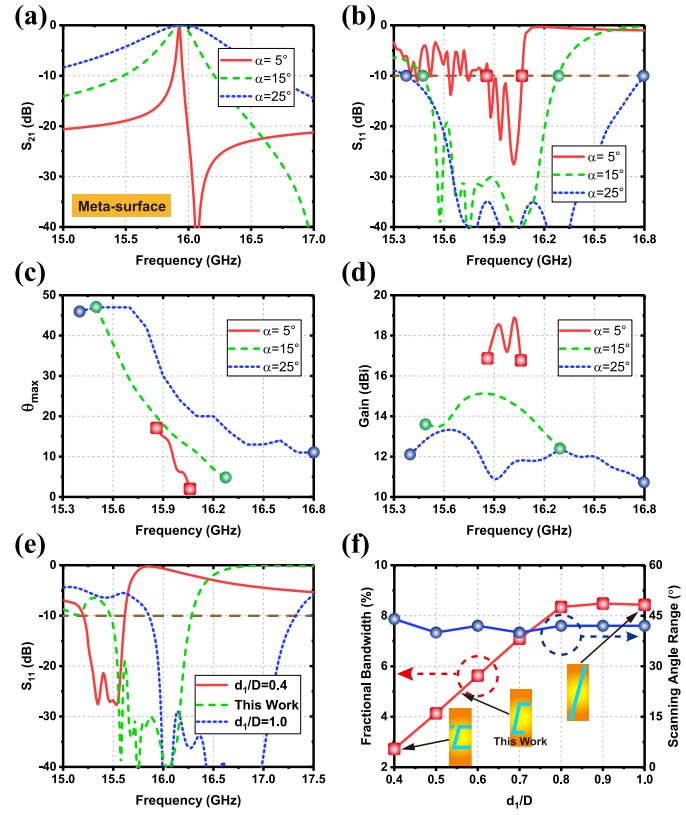 (a)
0
-10
-20
-30
-40
S21 (dB)
α= 5°
α=15°
α=25°
Meta-surface
15.0 15.5 16.0 16.5 17.0
Frequency (GHz)
(b)
0
-10
-20
-30
-40
S11 (dB)
α= 5°
α=15°
α=25°
15.3 15.6 15.9 16.2 16.5 16.8
Frequency (GHz)
(c)
50
40
30
20
10
0
θmax
α= 5°
α=15°
α=25°
15.3 15.6 15.9 16.2 16.5 16.8
Frequency (GHz)
(d)
20
18
16
14
12
10
Gain (dBi)
α= 5°
α=15°
α=25°
15.3 15.6 15.9 16.2 16.5 16.8
Frequency (GHz)
(e)
0
-10
-20
-30
-40
S11 (dB)
d1/D=0.4
This Work
d1/D=1.0
15.0 15.5 16.0 16.5 17.0 17.5
Frequency (GHz)
(f)
10
8
6
4
2
Fractional Bandwidth (%)
60
45
30
15
0
Scanning Angle Range (°)
This Work
0.4 0.5 0.6 0.7 0.8 0.9 1.0
d1/D